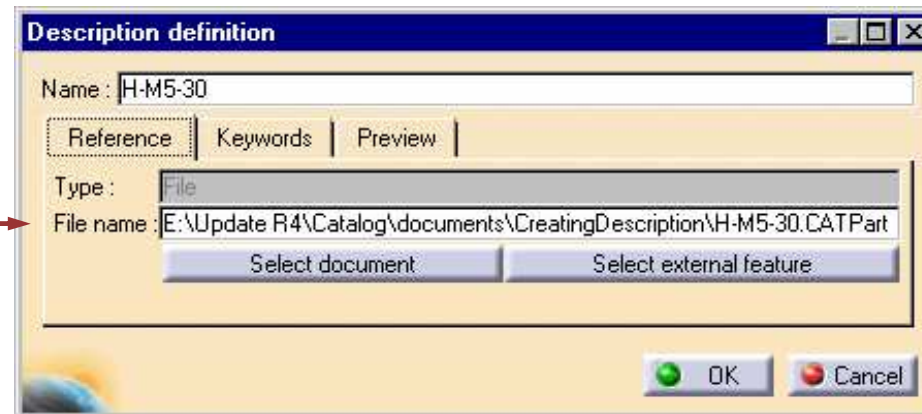 Description definition
Name : H-M5-30
Reference Keywords Preview
Type : File
File name : E:\Update R4\Catalog\documents\CreatingDescription\H-M5-30.CATPart
Select document Select external feature
OK Cancel